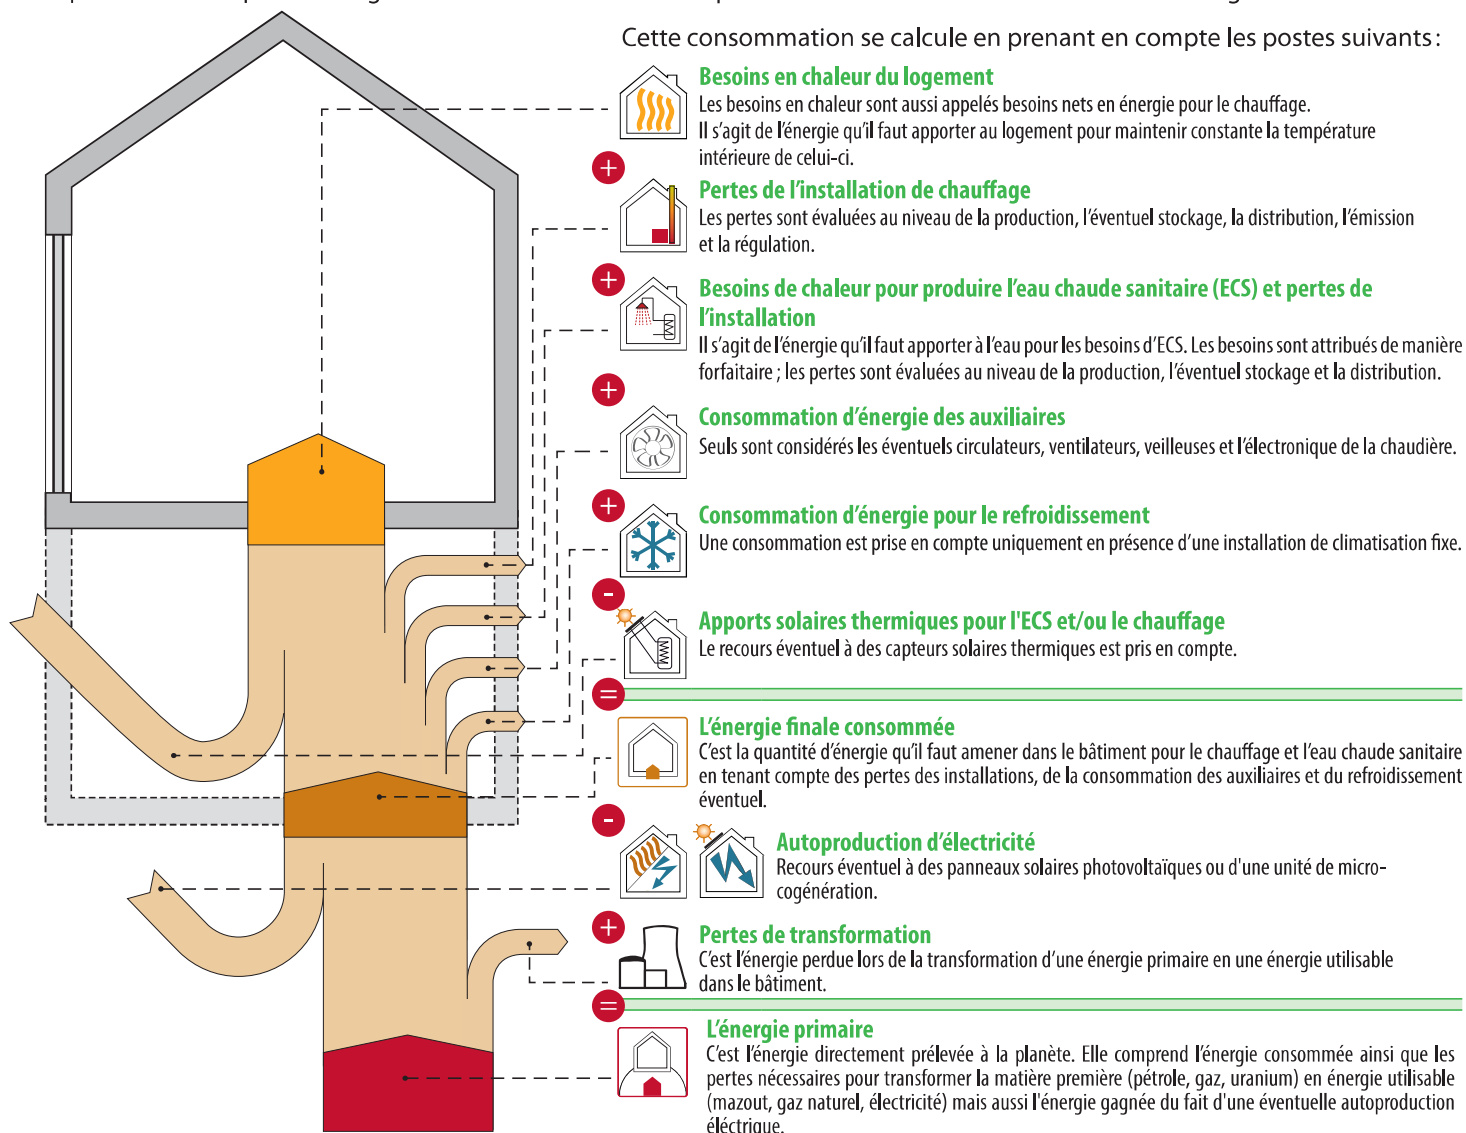 Cette consommation se calcule en prenant en compte les postes suivants :
Besoins en chaleur du logement
Les besoins en chaleur sont aussi appelés besoins nets en énergie pour le chauffage.
Il s'agit de l'énergie qu'il faut apporter au logement pour maintenir constante la température
intérieure de celui-ci.
+
Pertes de l'installation de chauffage
Les pertes sont évaluées au niveau de la production, l'éventuel stockage, la distribution, l'émission
et la régulation.
+
Besoins de chaleur pour produire l'eau chaude sanitaire (ECS) et pertes de
l'installation
Il s'agit de l'énergie qu'il faut apporter à l'eau pour les besoins d'ECS. Les besoins sont attribués de manière
forfaitaire ; les pertes sont évaluées au niveau de la production, l'éventuel stockage et la distribution.
+
Consommation d'énergie des auxiliaires
Seuls sont considérés les éventuels circulateurs, ventilateurs, veilleuses et l'électronique de la chaudière.
+
Consommation d'énergie pour le refroidissement
Une consommation est prise en compte uniquement en présence d'une installation de climatisation fixe.
-
Apports solaires thermiques pour l'ECS et/ou le chauffage
Le recours éventuel à des capteurs solaires thermiques est pris en compte.
=
L'énergie finale consommée
C'est la quantité d'énergie qu'il faut amener dans le bâtiment pour le chauffage et l'eau chaude sanitaire
en tenant compte des pertes des installations, de la consommation des auxiliaires et du refroidissement
éventuel.
-
Autoproduction d'électricité
Recours éventuel à des panneaux solaires photovoltaïques ou d'une unité de micro-
cogénération.
+
Pertes de transformation
C'est l'énergie perdue lors de la transformation d'une énergie primaire en une énergie utilisable
dans le bâtiment.
=
L'énergie primaire
C'est l'énergie directement prélevée à la planète. Elle comprend l'énergie consommée ainsi que les
pertes nécessaires pour transformer la matière première (pétrole, gaz, uranium) en énergie utilisable
(mazout, gaz naturel, électricité) mais aussi l'énergie gagnée du fait d'une éventuelle autoproduction
éléctrique.